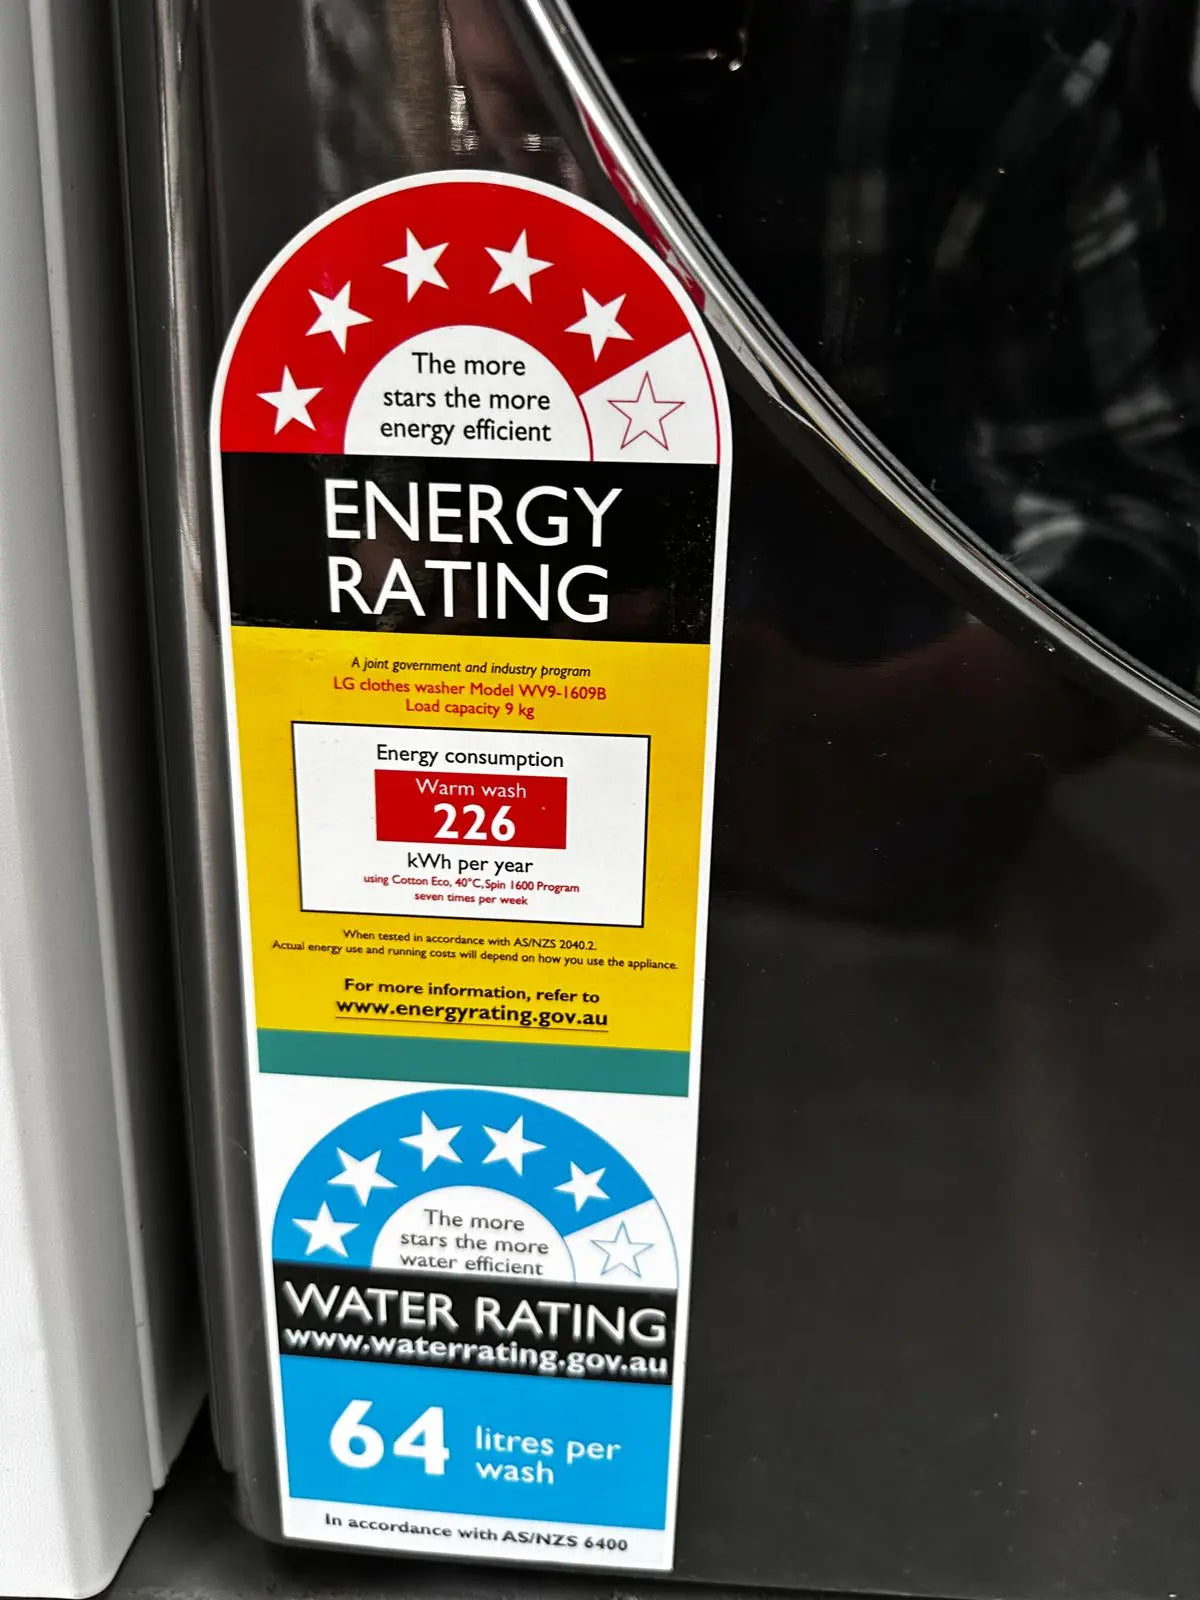 The more
stars the more
energy efficient
ENERGY
RATING
A joint government and industry program
LG clothes washer Model WV9-1609B
Load capacity 9 kg
Energy consumption
Warm wash
226
kWh per year
using Cotton Eco, 40°C, Spin 1600 Program
seven times per week
When tested in accordance with AS/NZS 2040.2.
Actual energy use and running costs will depend on how you use the appliance.
For more information, refer to
www.energyrating.gov.au
The more
stars the more
water efficient
WATER RATING
www.waterrating.gov.au
64 litres per
wash
In accordance with AS/NZS 6400